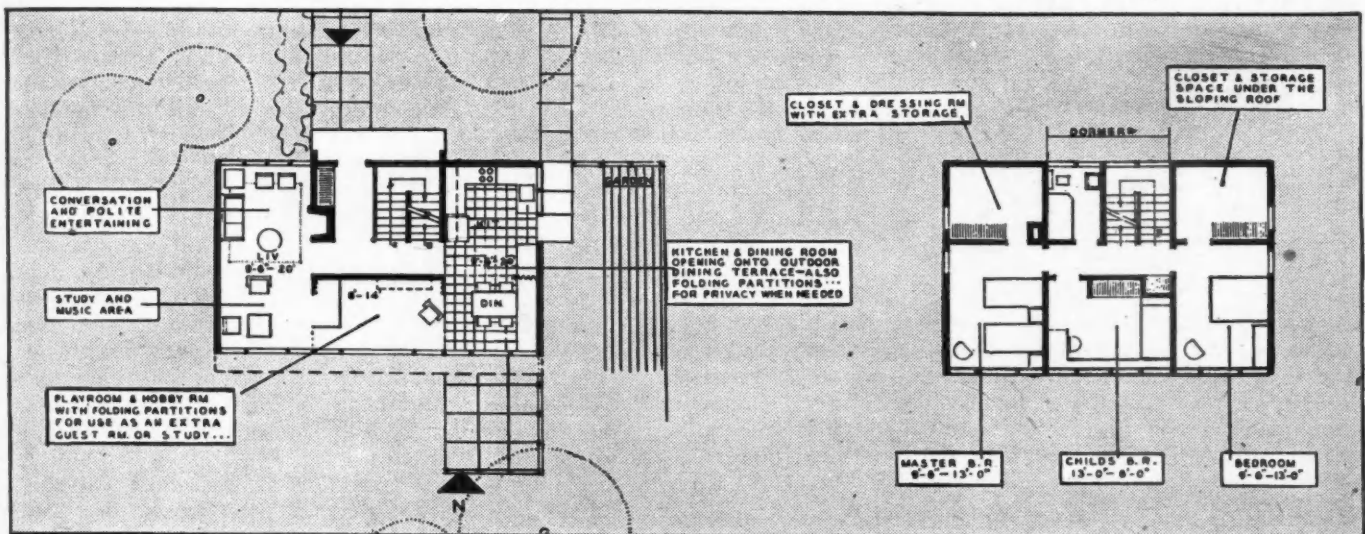 CONVERSATION
AND POLITE
ENTERTAINING
LIV
9'-6"-20'
STUDY AND
MUSIC AREA
PLAYROOM & HOBBY RM
WITH FOLDING PARTITIONS
FOR USE AS AN EXTRA
GUEST RM. OR STUDY...
8'-14'
KIT
DIN
N
GARDEN
KITCHEN & DINING ROOM
OPENING ONTO OUTDOOR
DINING TERRACE—ALSO
FOLDING PARTITIONS...
FOR PRIVACY WHEN NEEDED
CLOSET & DRESSING RM
WITH EXTRA STORAGE
DORMER
CLOSET & STORAGE
SPACE UNDER THE
SLOPING ROOF
MASTER B.R.
9'-8"-13'-0"
CHILDS' B.R.
13'-0"-8'-0"
BEDROOM
9'-6"-13'-0"